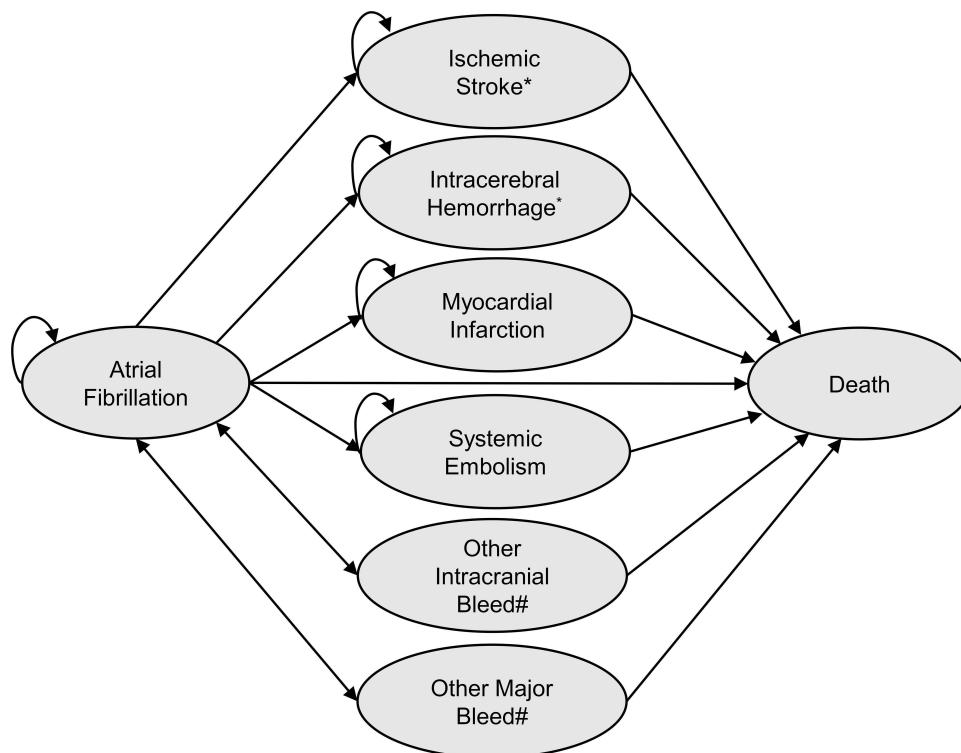 Ischemic
Stroke*
Intracerebral
Hemorrhage*
Myocardial
Infarction
Atrial
Fibrillation
Death
Systemic
Embolism
Other
Intracranial
Bleed#
Other Major
Bleed#